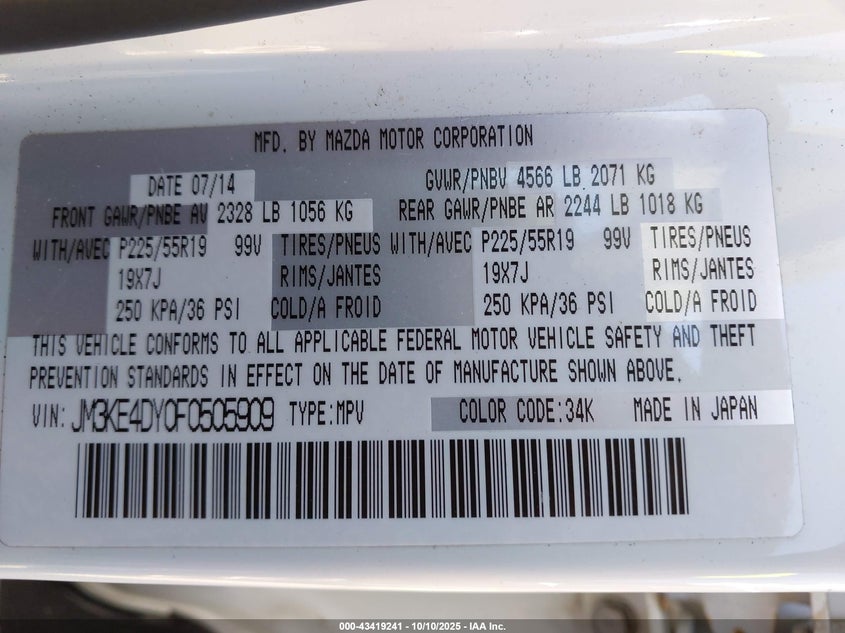 MFD. BY MAZDA MOTOR CORPORATION
DATE 07/14 GVWR/PNBV 4566 LB 2071 KG
FRONT GAWR/PNBE AV 2328 LB 1056 KG REAR GAWR/PNBE AR 2244 LB 1018 KG
WITH/AVEC P225/55R19 99V TIRES/PNEUS WITH/AVEC P225/55R19 99V TIRES/PNEUS
19X7J RIMS/JANTES 19X7J RIMS/JANTES
250 KPA/36 PSI COLD/A FROID 250 KPA/36 PSI COLD/A FROID
THIS VEHICLE CONFORMS TO ALL APPLICABLE FEDERAL MOTOR VEHICLE SAFETY AND THEFT
PREVENTION STANDARDS IN EFFECT ON THE DATE OF MANUFACTURE SHOWN ABOVE.
VIN: JM3KE4DY0F0505909 TYPE:MPV COLOR CODE:34K MADE IN JAPAN
000-43419241 - 10/10/2025 - IAA Inc.